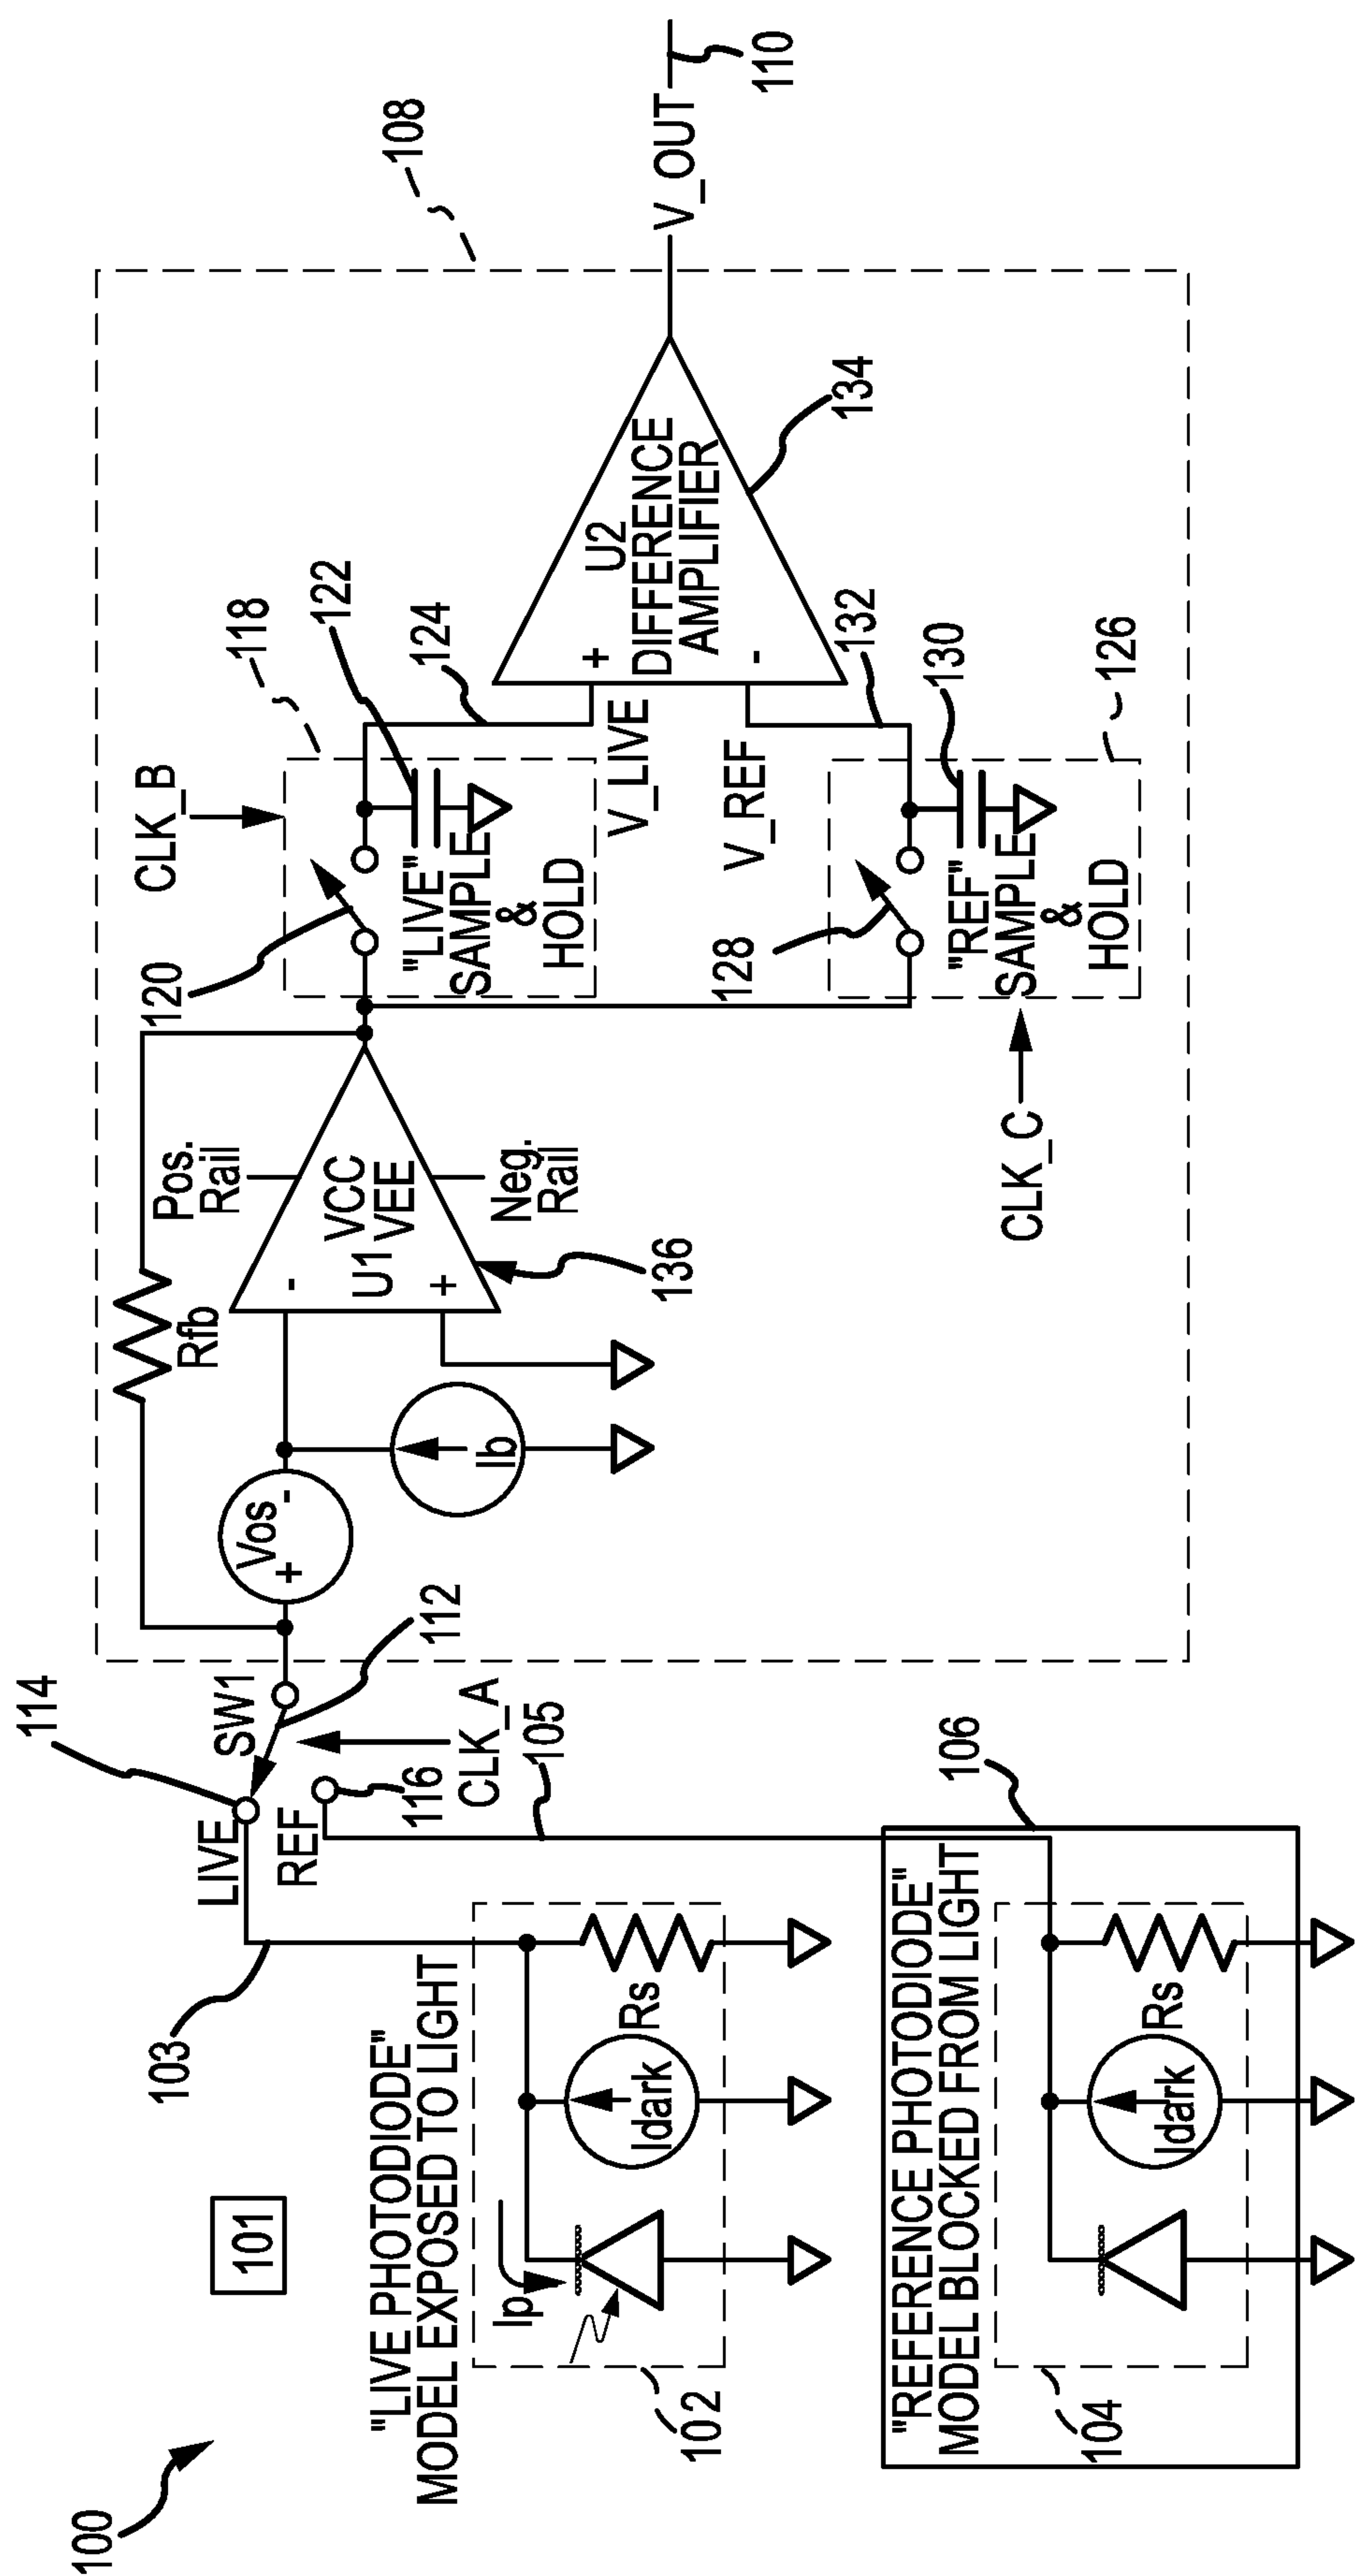 100
101
"LIVE PHOTODIODE"
MODEL EXPOSED TO LIGHT
Ip
Idark
Rs
102
103
"REFERENCE PHOTODIODE"
MODEL BLOCKED FROM LIGHT
Idark
Rs
104
106
105
114
LIVE
REF
SW1
116
112
CLK_A
108
Vos
+
-
Ib
Rfb
Pos.
Rail
-
+
U1
VCC
VEE
Neg.
Rail
136
CLK_B
118
120
122
"LIVE"
SAMPLE
&
HOLD
124
V_LIVE
CLK_C
126
128
130
"REF"
SAMPLE
&
HOLD
132
V_REF
+
-
U2
DIFFERENCE
AMPLIFIER
134
V_OUT
110